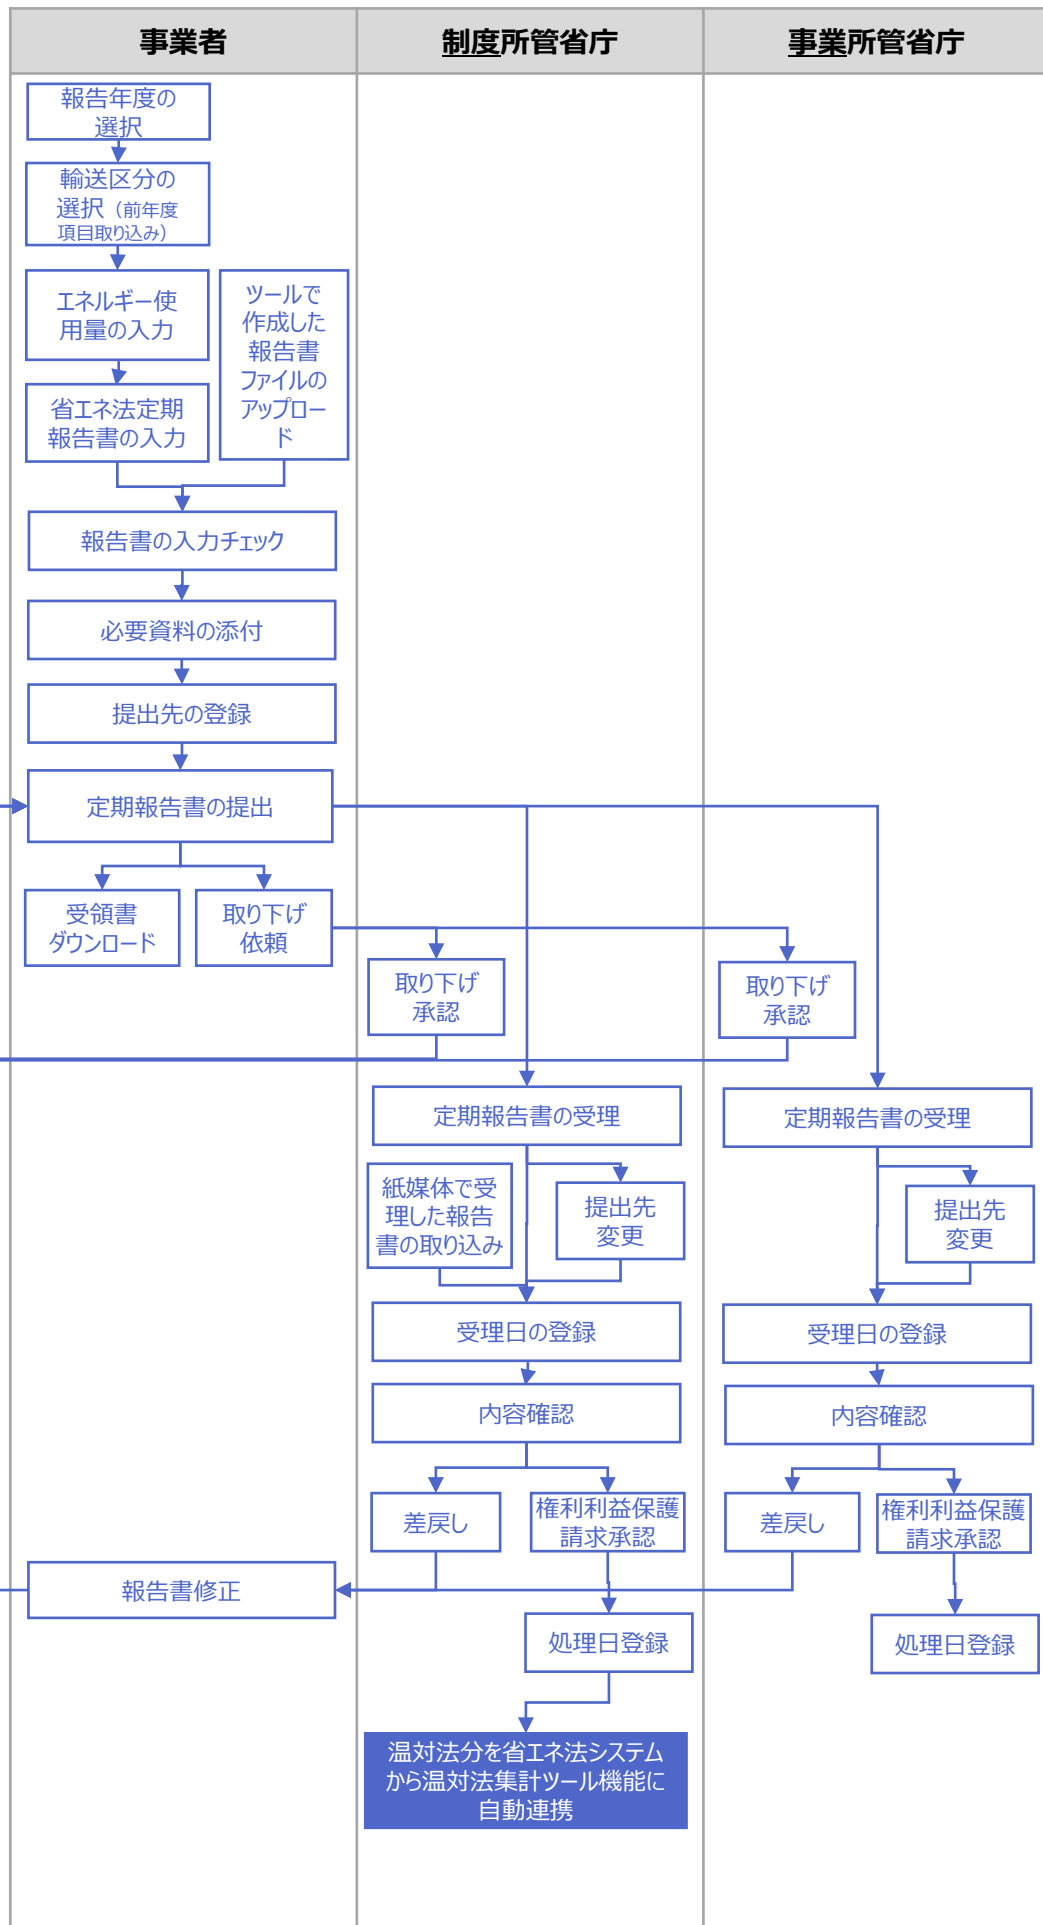 事業者
制度所管省庁
事業所管省庁
報告年度の
選択
輸送区分の
選択（前年度
項目取り込み）
エネルギー使
用量の入力
ツールで
作成した
報告書
ファイルの
アップロー
ド
省エネ法定期
報告書の入力
報告書の入力チェック
必要資料の添付
提出先の登録
定期報告書の提出
受領書
ダウンロード
取り下げ
依頼
取り下げ
承認
取り下げ
承認
定期報告書の受理
定期報告書の受理
紙媒体で受
理した報告
書の取り込み
提出先
変更
提出先
変更
受理日の登録
受理日の登録
内容確認
内容確認
差戻し
権利利益保護
請求承認
差戻し
権利利益保護
請求承認
報告書修正
処理日登録
処理日登録
温対法分を省エネ法システム
から温対法集計ツール機能に
自動連携